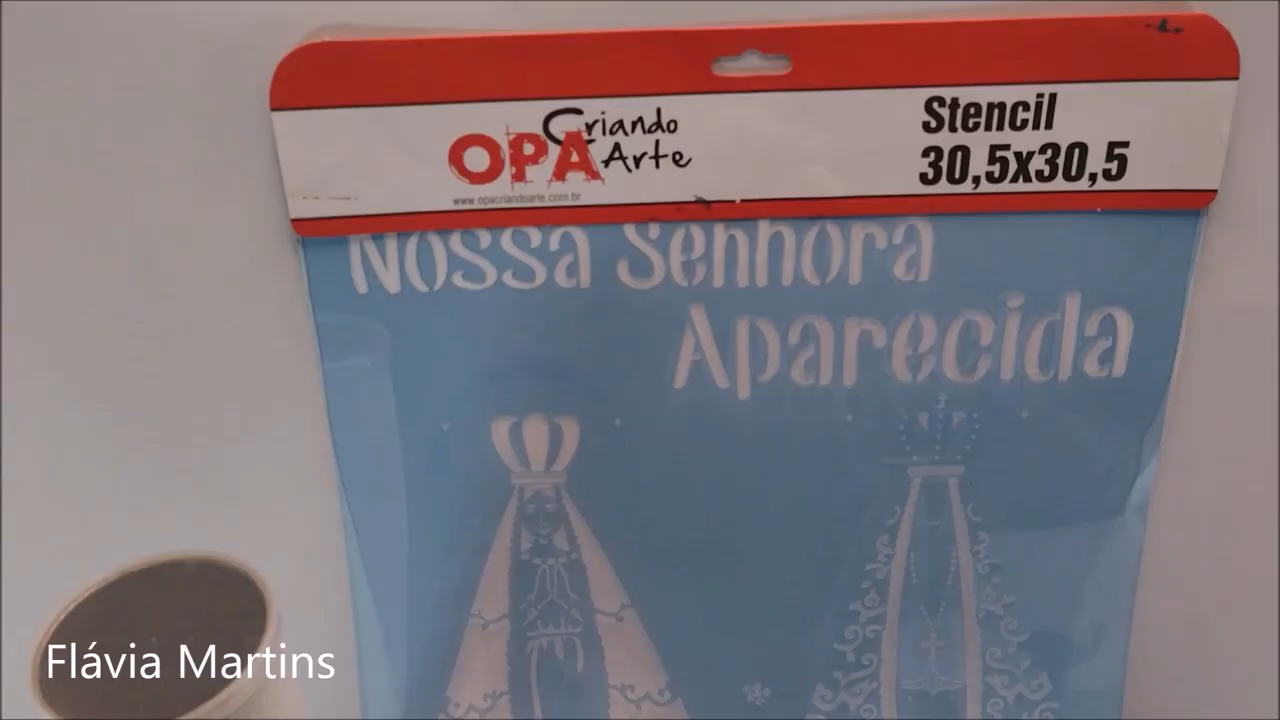 Criando
OPA Arte
www.opacriandoarte.com.br
Stencil
30,5x30,5
Nossa Senhora
Aparecida
Flávia Martins